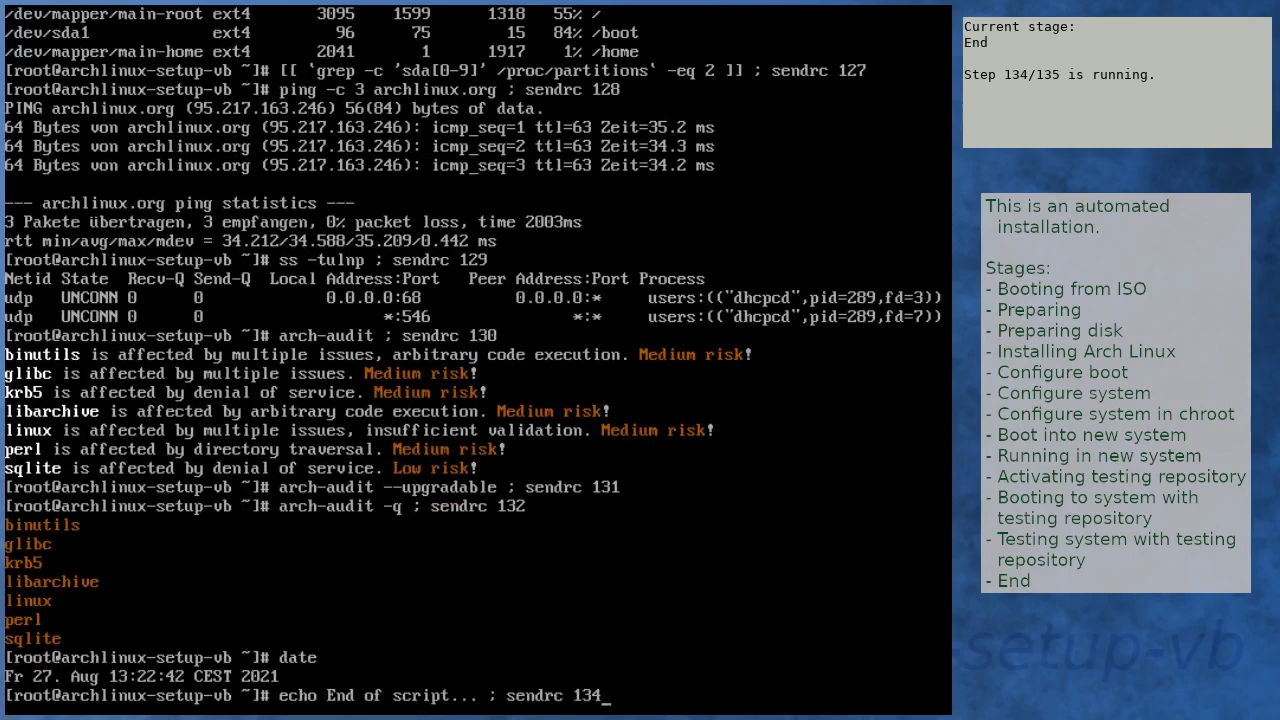 /dev/mapper/main-root ext4       3095    1599      1318   55% /
/dev/sda1             ext4         96      75        15   84% /boot
/dev/mapper/main-home ext4       2041       1      1917    1% /home
[root@archlinux-setup-vb ~]# [[ `grep -c 'sda[0-9]' /proc/partitions` -eq 2 ]] ; sendrc 127
[root@archlinux-setup-vb ~]# ping -c 3 archlinux.org ; sendrc 128
PING archlinux.org (95.217.163.246) 56(84) bytes of data.
64 Bytes von archlinux.org (95.217.163.246): icmp_seq=1 ttl=63 Zeit=35.2 ms
64 Bytes von archlinux.org (95.217.163.246): icmp_seq=2 ttl=63 Zeit=34.3 ms
64 Bytes von archlinux.org (95.217.163.246): icmp_seq=3 ttl=63 Zeit=34.2 ms
--- archlinux.org ping statistics ---
3 Pakete übertragen, 3 empfangen, 0% packet loss, time 2003ms
rtt min/avg/max/mdev = 34.212/34.588/35.209/0.442 ms
[root@archlinux-setup-vb ~]# ss -tulnp ; sendrc 129
Netid State  Recv-Q Send-Q  Local Address:Port   Peer Address:Port Process
udp   UNCONN 0      0             0.0.0.0:68          0.0.0.0:*     users:(("dhcpcd",pid=289,fd=3))
udp   UNCONN 0      0                   *:546               *:*     users:(("dhcpcd",pid=289,fd=7))
[root@archlinux-setup-vb ~]# arch-audit ; sendrc 130
binutils is affected by multiple issues, arbitrary code execution. Medium risk!
glibc is affected by multiple issues. Medium risk!
krb5 is affected by denial of service. Medium risk!
libarchive is affected by arbitrary code execution. Medium risk!
linux is affected by multiple issues, insufficient validation. Medium risk!
perl is affected by directory traversal. Medium risk!
sqlite is affected by denial of service. Low risk!
[root@archlinux-setup-vb ~]# arch-audit --upgradable ; sendrc 131
[root@archlinux-setup-vb ~]# arch-audit -q ; sendrc 132
binutils
glibc
krb5
libarchive
linux
perl
sqlite
[root@archlinux-setup-vb ~]# date
Fr 27. Aug 13:22:42 CEST 2021
[root@archlinux-setup-vb ~]# echo End of script... ; sendrc 134_
Current stage:
End
Step 134/135 is running.
This is an automated
installation.
Stages:
- Booting from ISO
- Preparing
- Preparing disk
- Installing Arch Linux
- Configure boot
- Configure system
- Configure system in chroot
- Boot into new system
- Running in new system
- Activating testing repository
- Booting to system with
testing repository
- Testing system with testing
repository
- End
-setup-vb